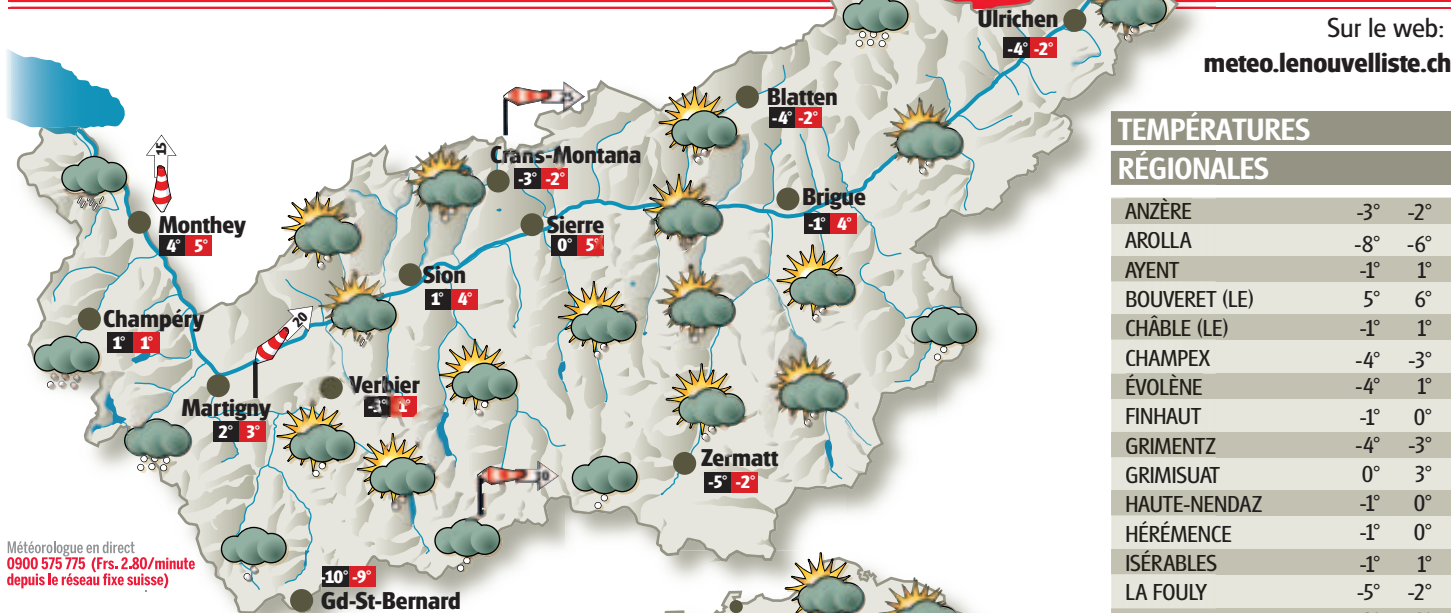 Ulrichen
-4° -2°
Sur le web:
meteo.lenouvelliste.ch
Blatten
-4° -2°
25
Crans-Montana
-3° -2°
15
Monthey
4° 5°
Sierre
0° 5°
Brigue
-1° 4°
Sion
1° 4°
Champéry
1° 1°
20
Verbier
-3° 1°
Martigny
2° 3°
Zermatt
-5° -2°
Météorologue en direct
0900 575 775 (Frs. 2.80/minute
depuis le réseau fixe suisse)
-10° -9°
Gd-St-Bernard
TEMPÉRATURES
RÉGIONALES
ANZÈRE -3° -2°
AROLLA -8° -6°
AYENT -1° 1°
BOUVERET (LE) 5° 6°
CHÂBLE (LE) -1° 1°
CHAMPEX -4° -3°
ÉVOLÈNE -4° 1°
FINHAUT -1° 0°
GRIMENTZ -4° -3°
GRIMISUAT 0° 3°
HAUTE-NENDAZ -1° 0°
HÉRÉMENCE -1° 0°
ISÉRABLES -1° 1°
LA FOULY -5° -2°